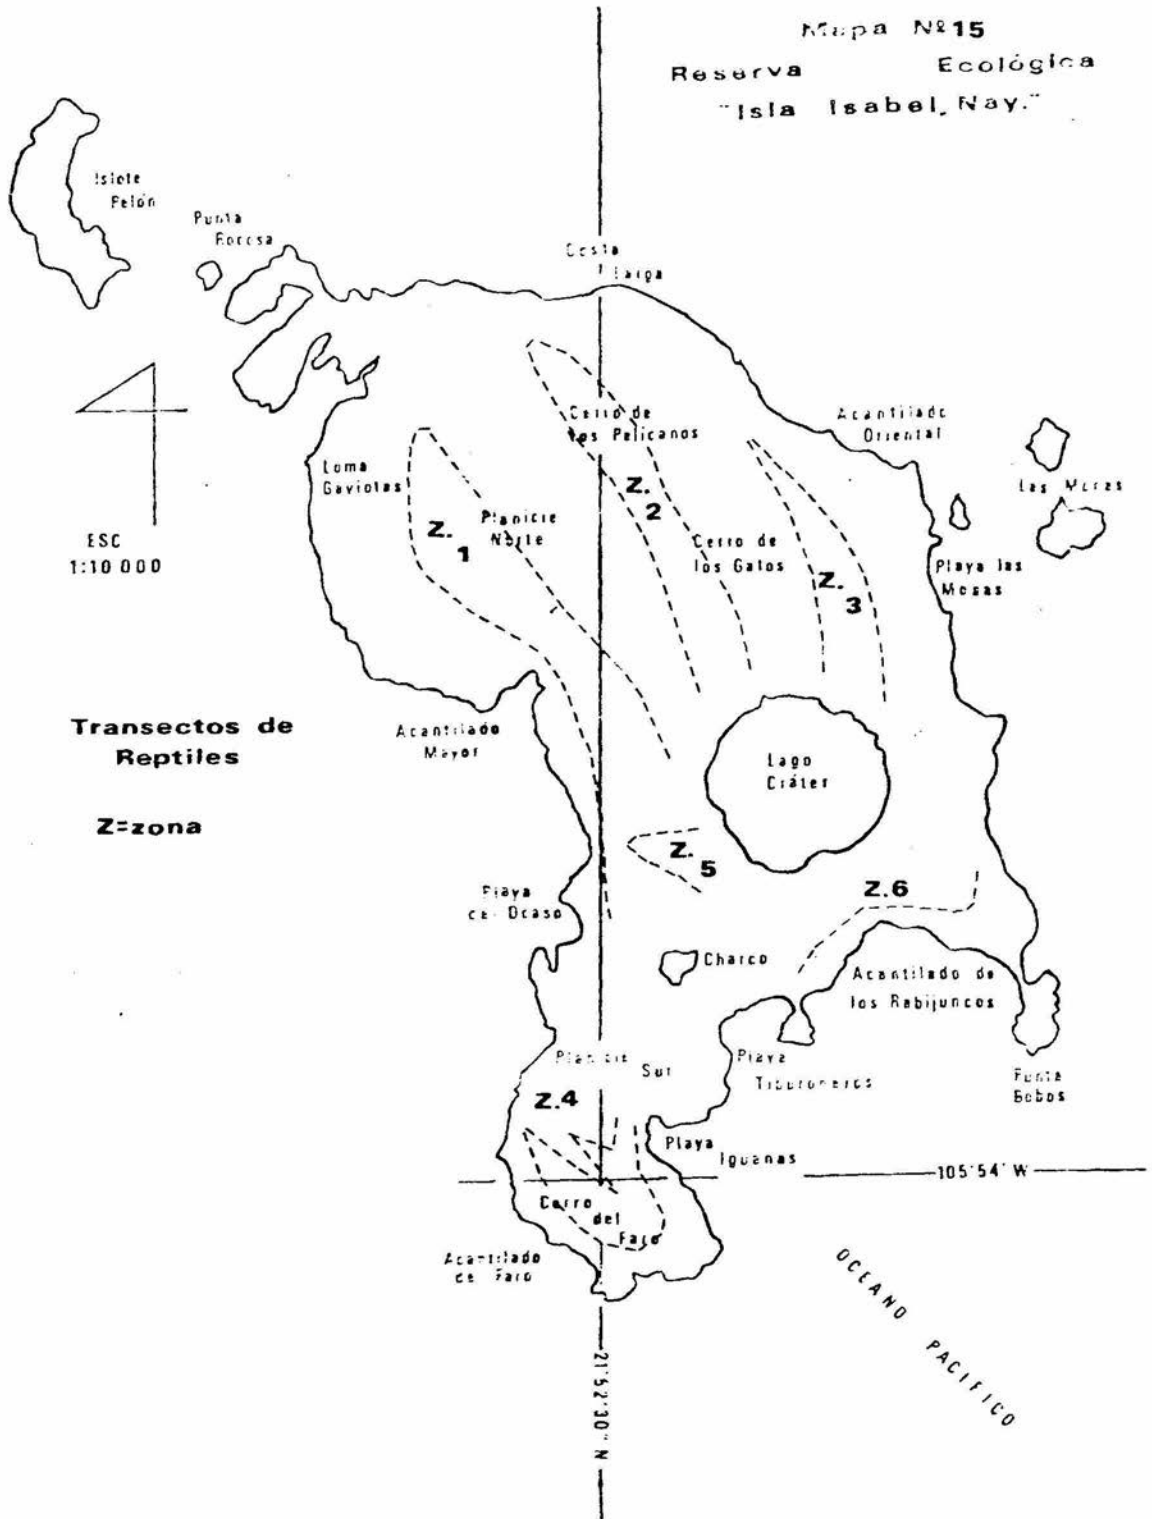 Mapa Nº 15
Reserva Ecológica
"Isla Isabel, Nay."
Islote
Pelón
Punta
Rocosa
Costa
Larga
Cerro de
los Pelícanos
Acantilado
Oriental
Loma
Gaviotas
Z. 1
Planicie
Norte
Z. 2
Las Monas
Cerro de
los Gatos
Z. 3
Playa las
Monas
ESC
1:10 000
Transectos de
Reptiles
Z=zona
Acantilado
Mayor
Lago
Cráter
Z. 5
Z.6
Playa
del Ocaso
Charco
Acantilado de
los Rabijuncos
Planicie Sur
Playa
Tiburoneros
Punta
Bobos
Z.4
Playa
Iguanas
105°54' W
Cerro
del
Faro
Acantilado
de Faro
OCEANO PACIFICO
21°52'30" N